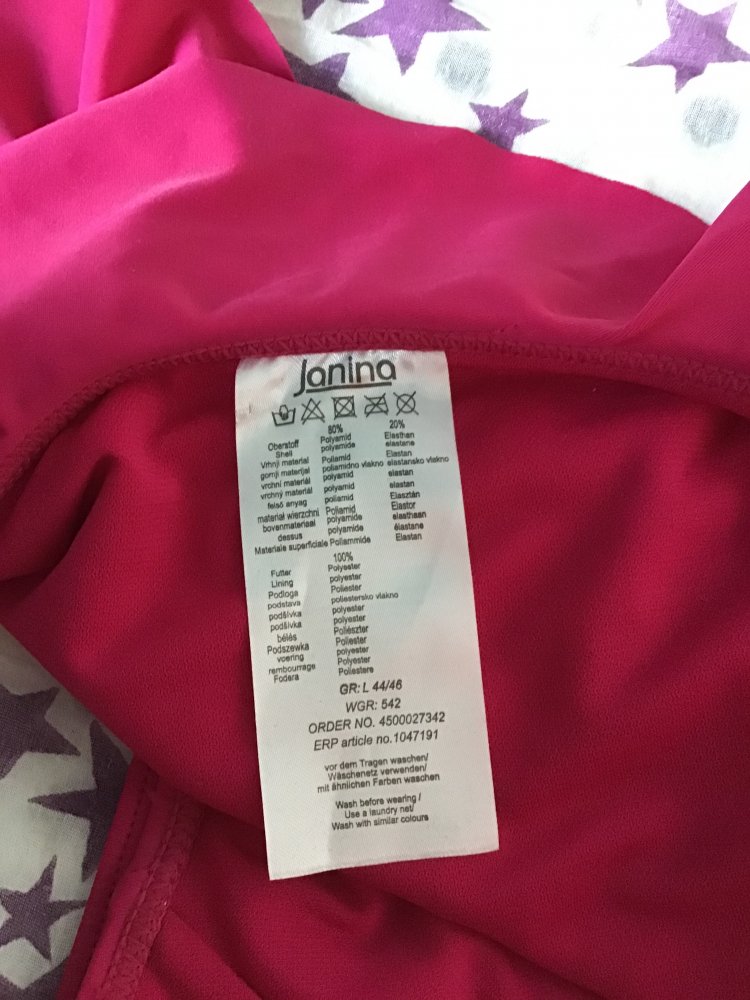 Janina
80% 20%
Oberstoff Polyamid Elasthan
Shell polyamide elastane
Vrhnji material Poliamid Elastan
gornji materijal poliamidno vlakno elastansko vlakno
vrchní materiál polyamid elastan
vrchný materiál polyamid elastan
felső anyag poliamid Elasztán
materiał wierzchni Poliamid Elastor
bovenmateriaal polyamide elasthaan
dessus polyamide élastane
Materiale superficiale Poliammide Elastan
100%
Futter Polyester
Lining polyester
Podloga Poliester
podstava poliestersko vlakno
podšívka polyester
podšívka polyester
bélés Poliészter
Podszewka Poliester
voering polyester
rembourrage Polyester
Fodera Poliestere
GR: L 44/46
WGR: 542
ORDER NO. 4500027342
ERP article no.1047191
vor dem Tragen waschen/
Wäschenetz verwenden/
mit ähnlichen Farben waschen
Wash before wearing /
Use a laundry net/
Wash with similar colours